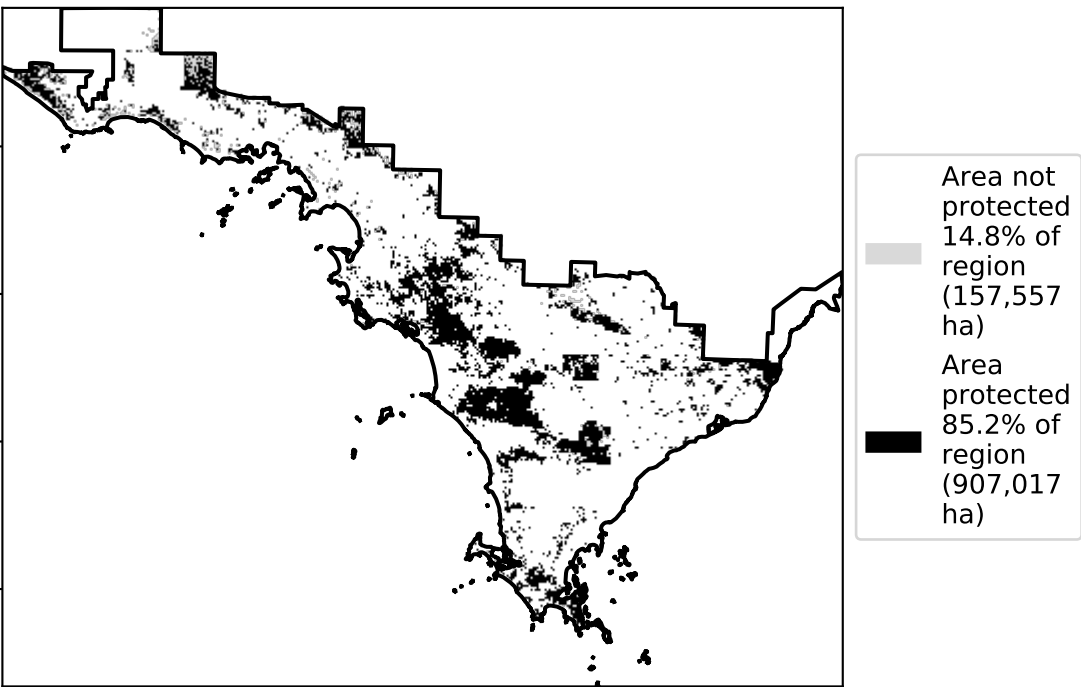 Area not
protected
14.8% of
region
(157,557
ha)
Area
protected
85.2% of
region
(907,017
ha)